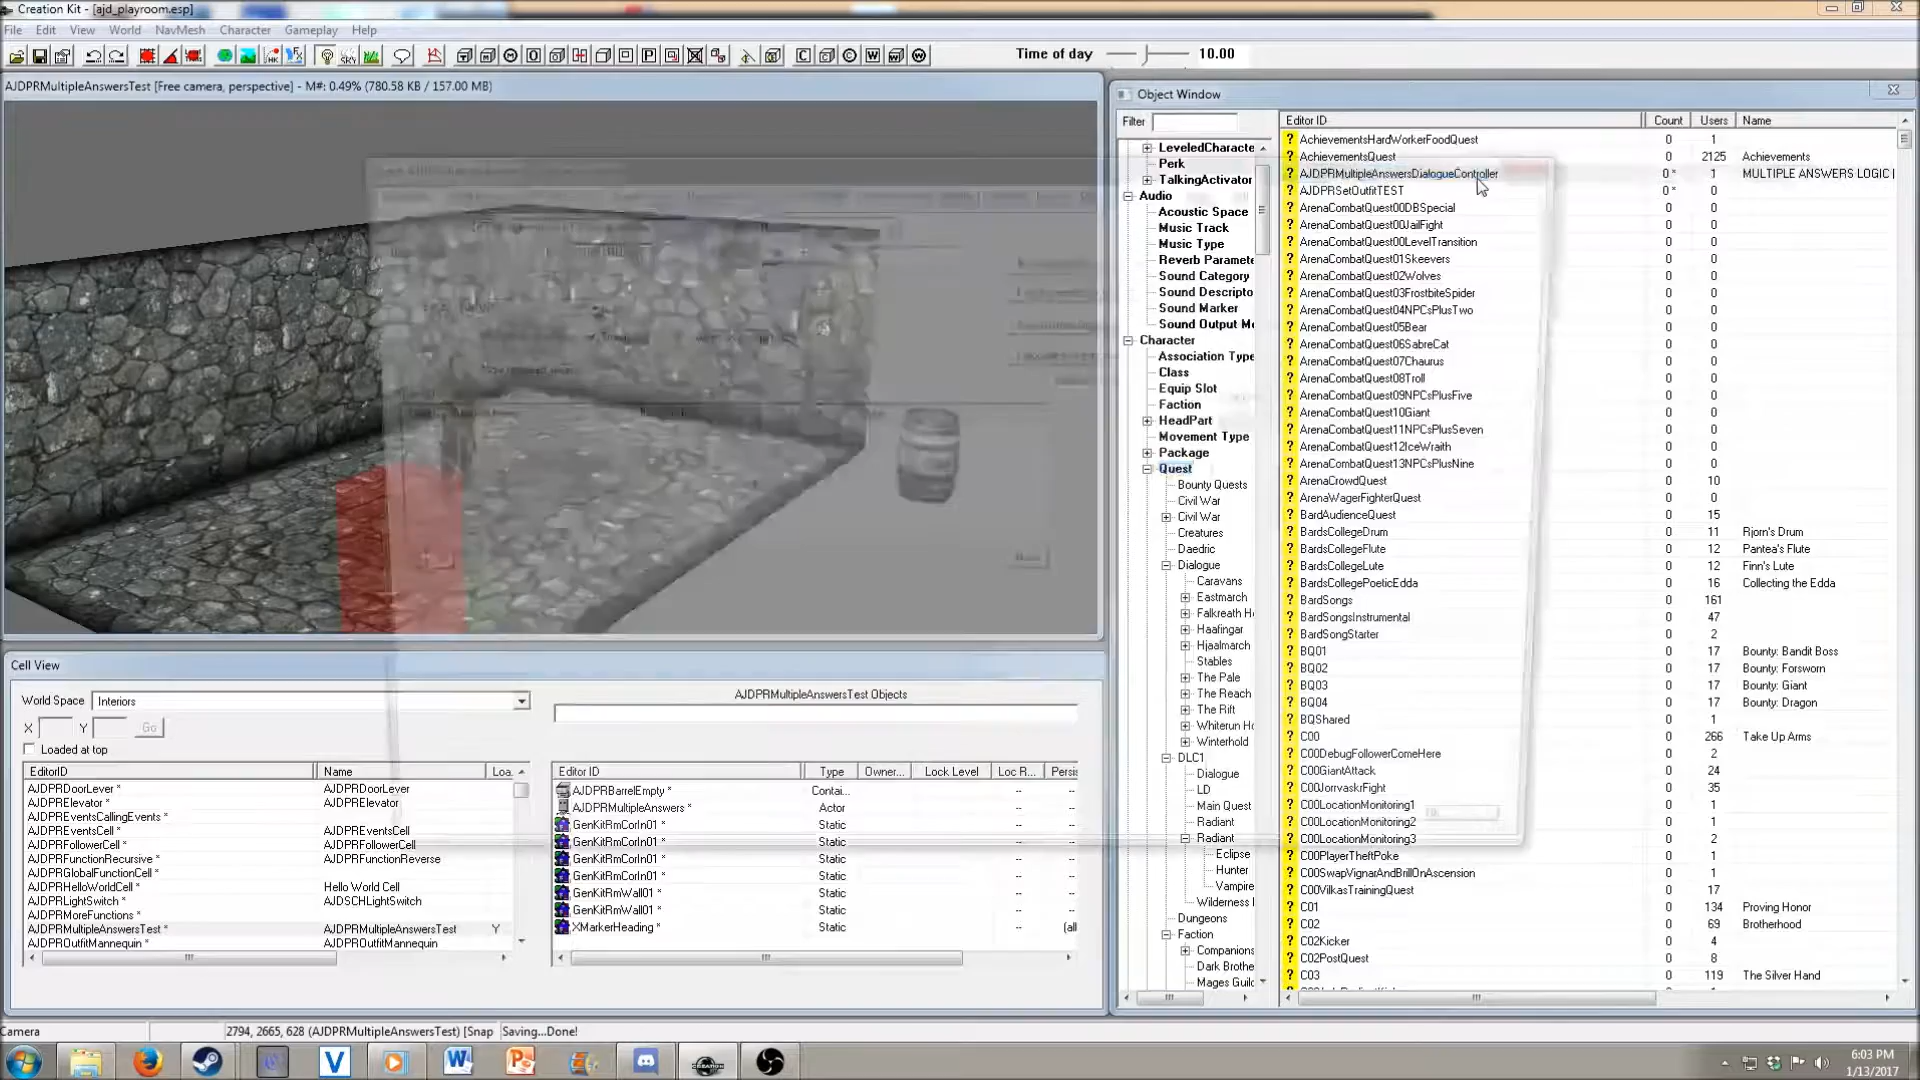 Creation Kit - [ajd_playroom.esp]
File Edit View World NavMesh Character Gameplay Help
Time of day 10.00
AJDPRMultipleAnswersTest [Free camera, perspective] - M#: 0.49% (780.58 KB / 157.00 MB)
Object Window
Filter
LeveledCharacte
Perk
TalkingActivator
Audio
Acoustic Space
Music Track
Music Type
Reverb Paramete
Sound Category
Sound Descripto
Sound Marker
Sound Output Mo
Character
Association Type
Class
Equip Slot
Faction
HeadPart
Movement Type
Package
Quest
Bounty Quests
Civil War
Civil War
Creatures
Daedric
Dialogue
Caravans
Eastmarch
Falkreath Ho
Haafingar
Hjaalmarch
Stables
The Pale
The Reach
The Rift
Whiterun Ho
Winterhold
DLC1
Dialogue
LD
Main Quest
Radiant
Radiant
Eclipse
Hunter
Vampire
Wilderness
Dungeons
Faction
Companions
Dark Brothe
Mages Guild
Editor ID Count Users Name
AchievementsHardWorkerFoodQuest 0 1
AchievementsQuest 0 2125 Achievements
AJDPRMultipleAnswersDialogueController 0 * 1 MULTIPLE ANSWERS LOGIC |
AJDPRSetOutfitTEST 0 * 0
ArenaCombatQuest00DBSpecial 0 0
ArenaCombatQuest00JailFight 0 0
ArenaCombatQuest00LevelTransition 0 0
ArenaCombatQuest01Skeevers 0 0
ArenaCombatQuest02Wolves 0 0
ArenaCombatQuest03FrostbiteSpider 0 0
ArenaCombatQuest04NPCsPlusTwo 0 0
ArenaCombatQuest05Bear 0 0
ArenaCombatQuest06SabreCat 0 0
ArenaCombatQuest07Chaurus 0 0
ArenaCombatQuest08Troll 0 0
ArenaCombatQuest09NPCsPlusFive 0 0
ArenaCombatQuest10Giant 0 0
ArenaCombatQuest11NPCsPlusSeven 0 0
ArenaCombatQuest12IceWraith 0 0
ArenaCombatQuest13NPCsPlusNine 0 0
ArenaCrowdQuest 0 10
ArenaWagerFighterQuest 0 0
BardAudienceQuest 0 15
BardsCollegeDrum 0 11 Rjorn's Drum
BardsCollegeFlute 0 12 Pantea's Flute
BardsCollegeLute 0 12 Finn's Lute
BardsCollegePoeticEdda 0 16 Collecting the Edda
BardSongs 0 161
BardSongsInstrumental 0 47
BardSongStarter 0 2
BQ01 0 17 Bounty: Bandit Boss
BQ02 0 17 Bounty: Forsworn
BQ03 0 17 Bounty: Giant
BQ04 0 17 Bounty: Dragon
BQShared 0 1
C00 0 266 Take Up Arms
C00DebugFollowerComeHere 0 2
C00GiantAttack 0 24
C00JorrvaskrFight 0 35
C00LocationMonitoring1 0 1
C00LocationMonitoring2 0 1
C00LocationMonitoring3 0 2
C00PlayerTheftPoke 0 1
C00SwapVignarAndBrillOnAscension 0 1
C00VilkasTrainingQuest 0 17
C01 0 134 Proving Honor
C02 0 69 Brotherhood
C02Kicker 0 4
C02PostQuest 0 8
C03 0 119 The Silver Hand
Cell View
World Space Interiors
X Y Go
Loaded at top
EditorID Name Loa...
AJDPRDoorLever * AJDPRDoorLever
AJDPRElevator * AJDPRElevator
AJDPREventsCallingEvents *
AJDPREventsCell * AJDPREventsCell
AJDPRFollowerCell * AJDPRFollowerCell
AJDPRFunctionRecursive * AJDPRFunctionReverse
AJDPRGlobalFunctionCell *
AJDPRHelloWorldCell * Hello World Cell
AJDPRLightSwitch * AJDSCHLightSwitch
AJDPRMoreFunctions *
AJDPRMultipleAnswersTest * AJDPRMultipleAnswersTest Y
AJDPROutfitMannequin * AJDPROutfitMannequin
AJDPRMultipleAnswersTest Objects
Editor ID Type Owner... Lock Level Loc R... Persis
AJDPRBarrelEmpty * Contai... -- --
AJDPRMultipleAnswers * Actor -- --
GenKitRmCorIn01 * Static -- --
GenKitRmCorIn01 * Static -- --
GenKitRmCorIn01 * Static -- --
GenKitRmCorIn01 * Static -- --
GenKitRmWall01 * Static -- --
GenKitRmWall01 * Static -- --
XMarkerHeading * Static -- (all
Camera 2794, 2665, 628 (AJDPRMultipleAnswersTest) [Snap Saving...Done!
6:03 PM
1/13/2017